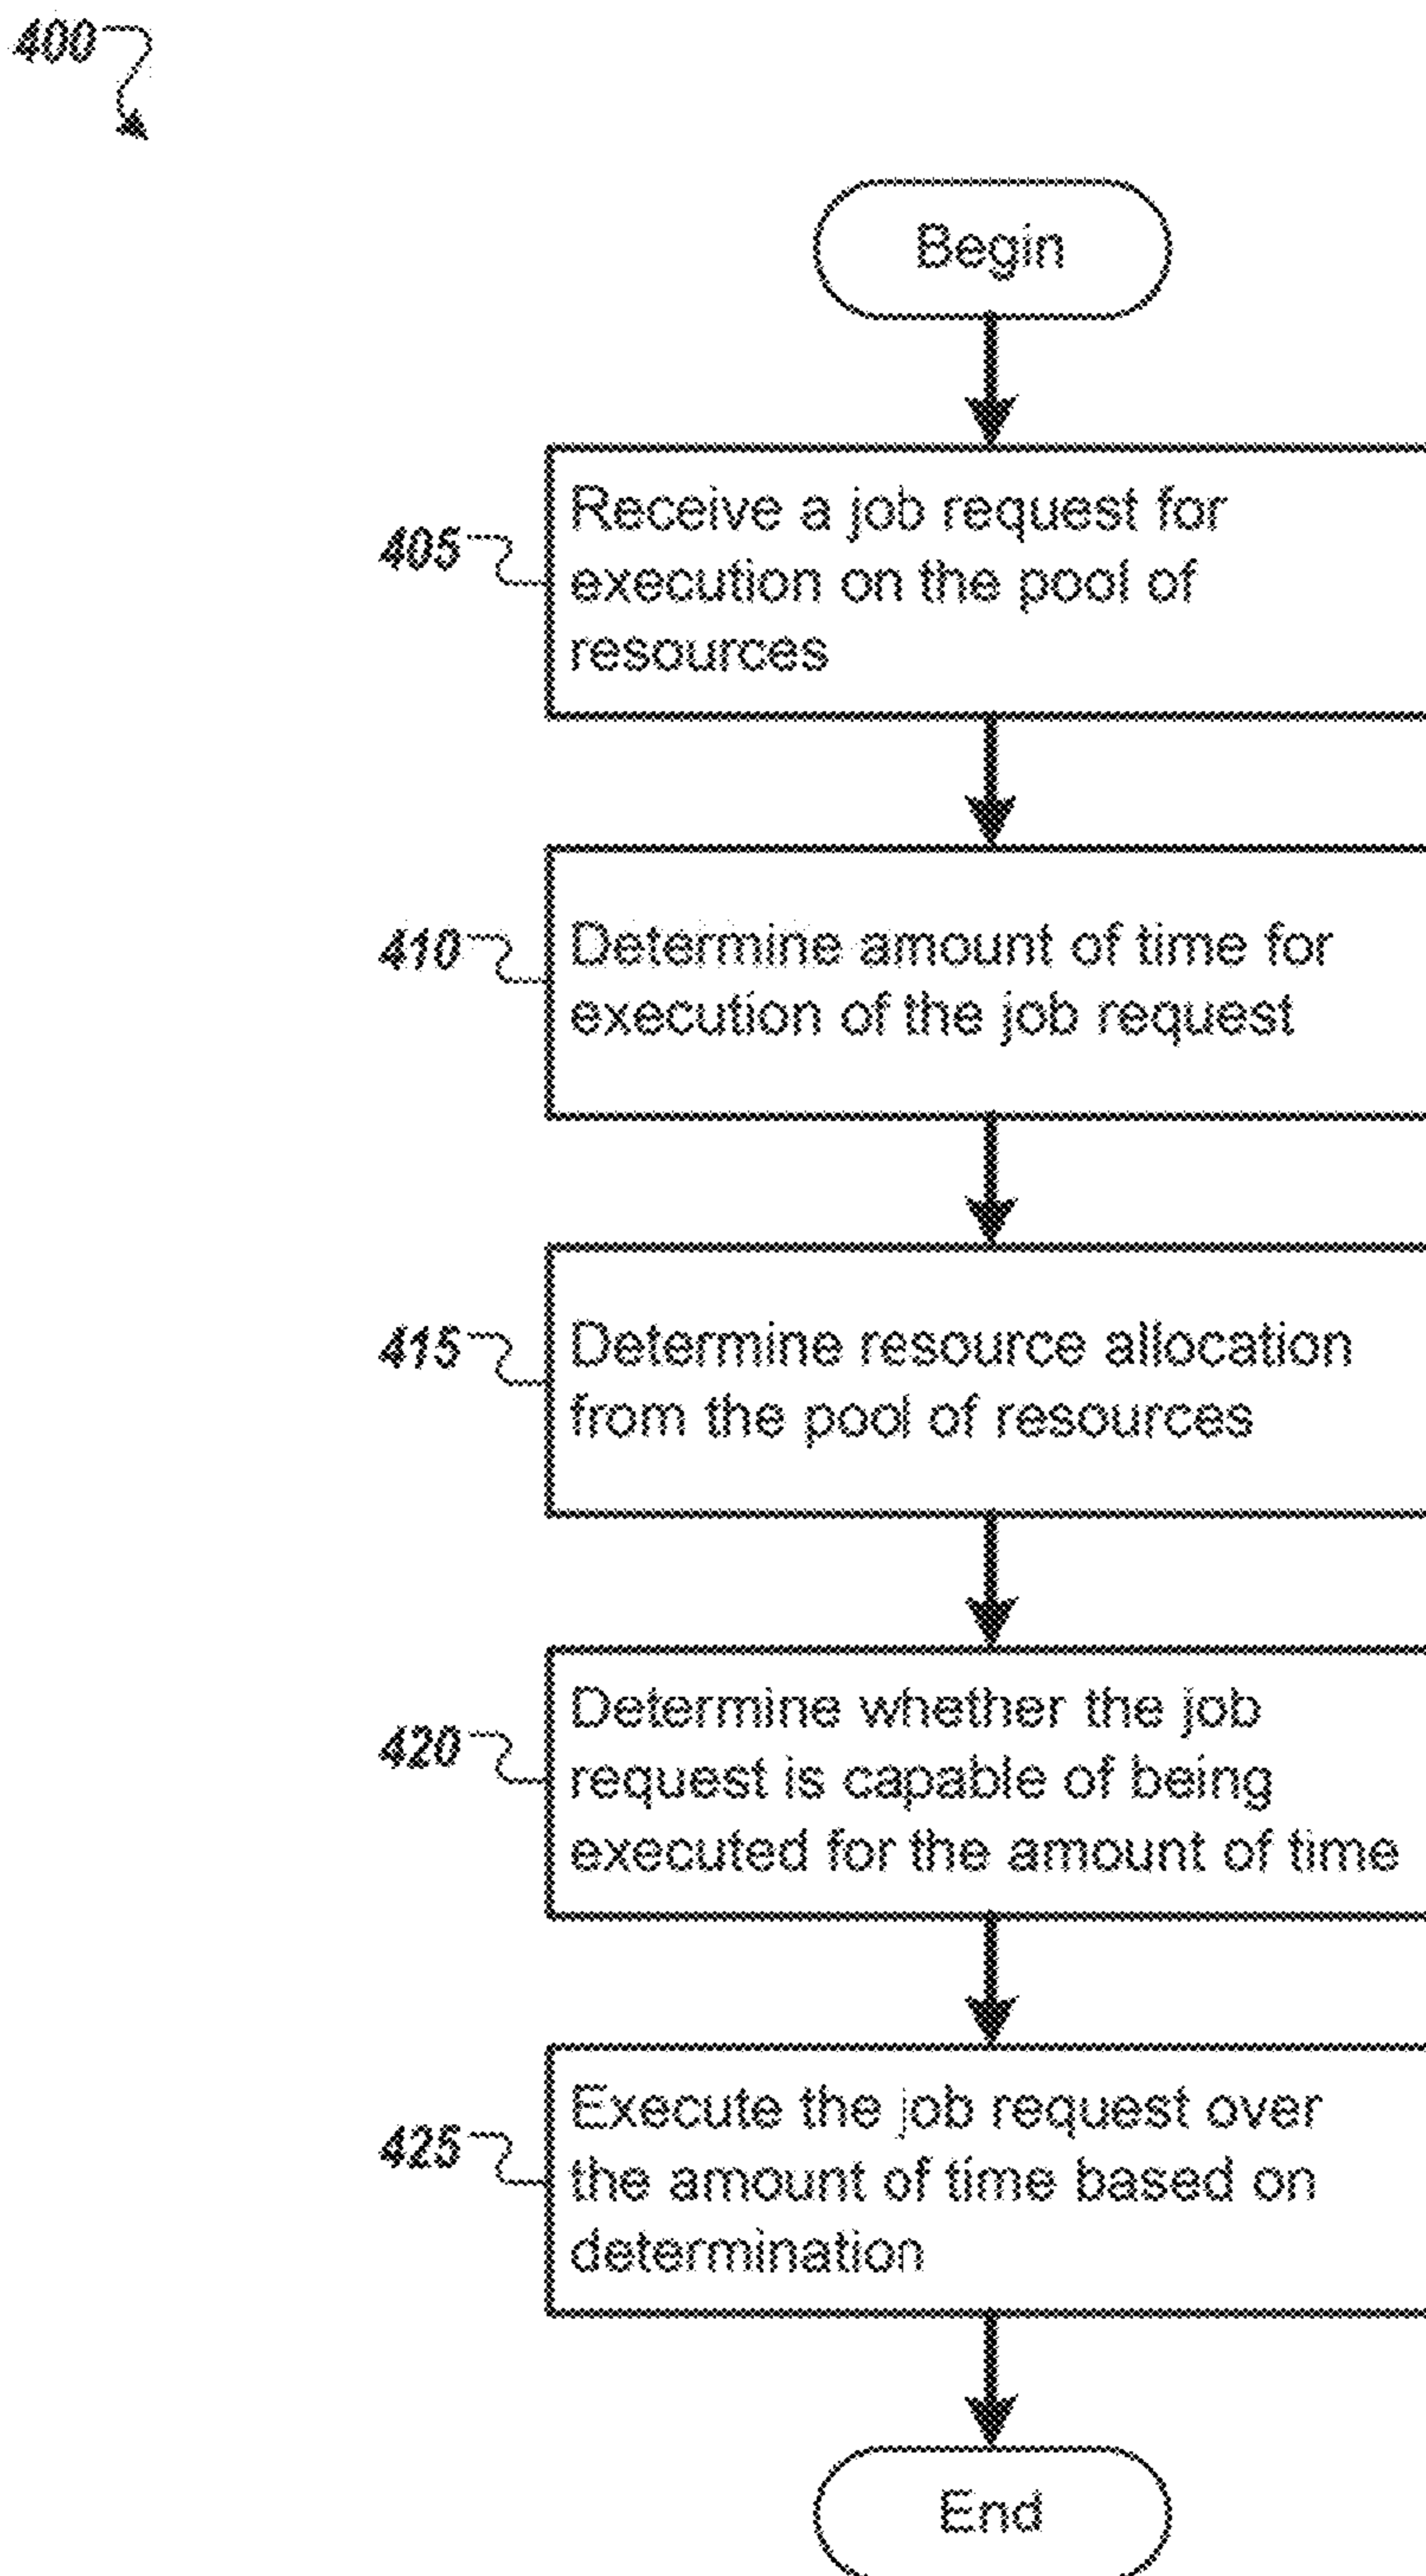 400
Begin
405
Receive a job request for
execution on the pool of
resources
410
Determine amount of time for
execution of the job request
415
Determine resource allocation
from the pool of resources
420
Determine whether the job
request is capable of being
executed for the amount of time
425
Execute the job request over
the amount of time based on
determination
End